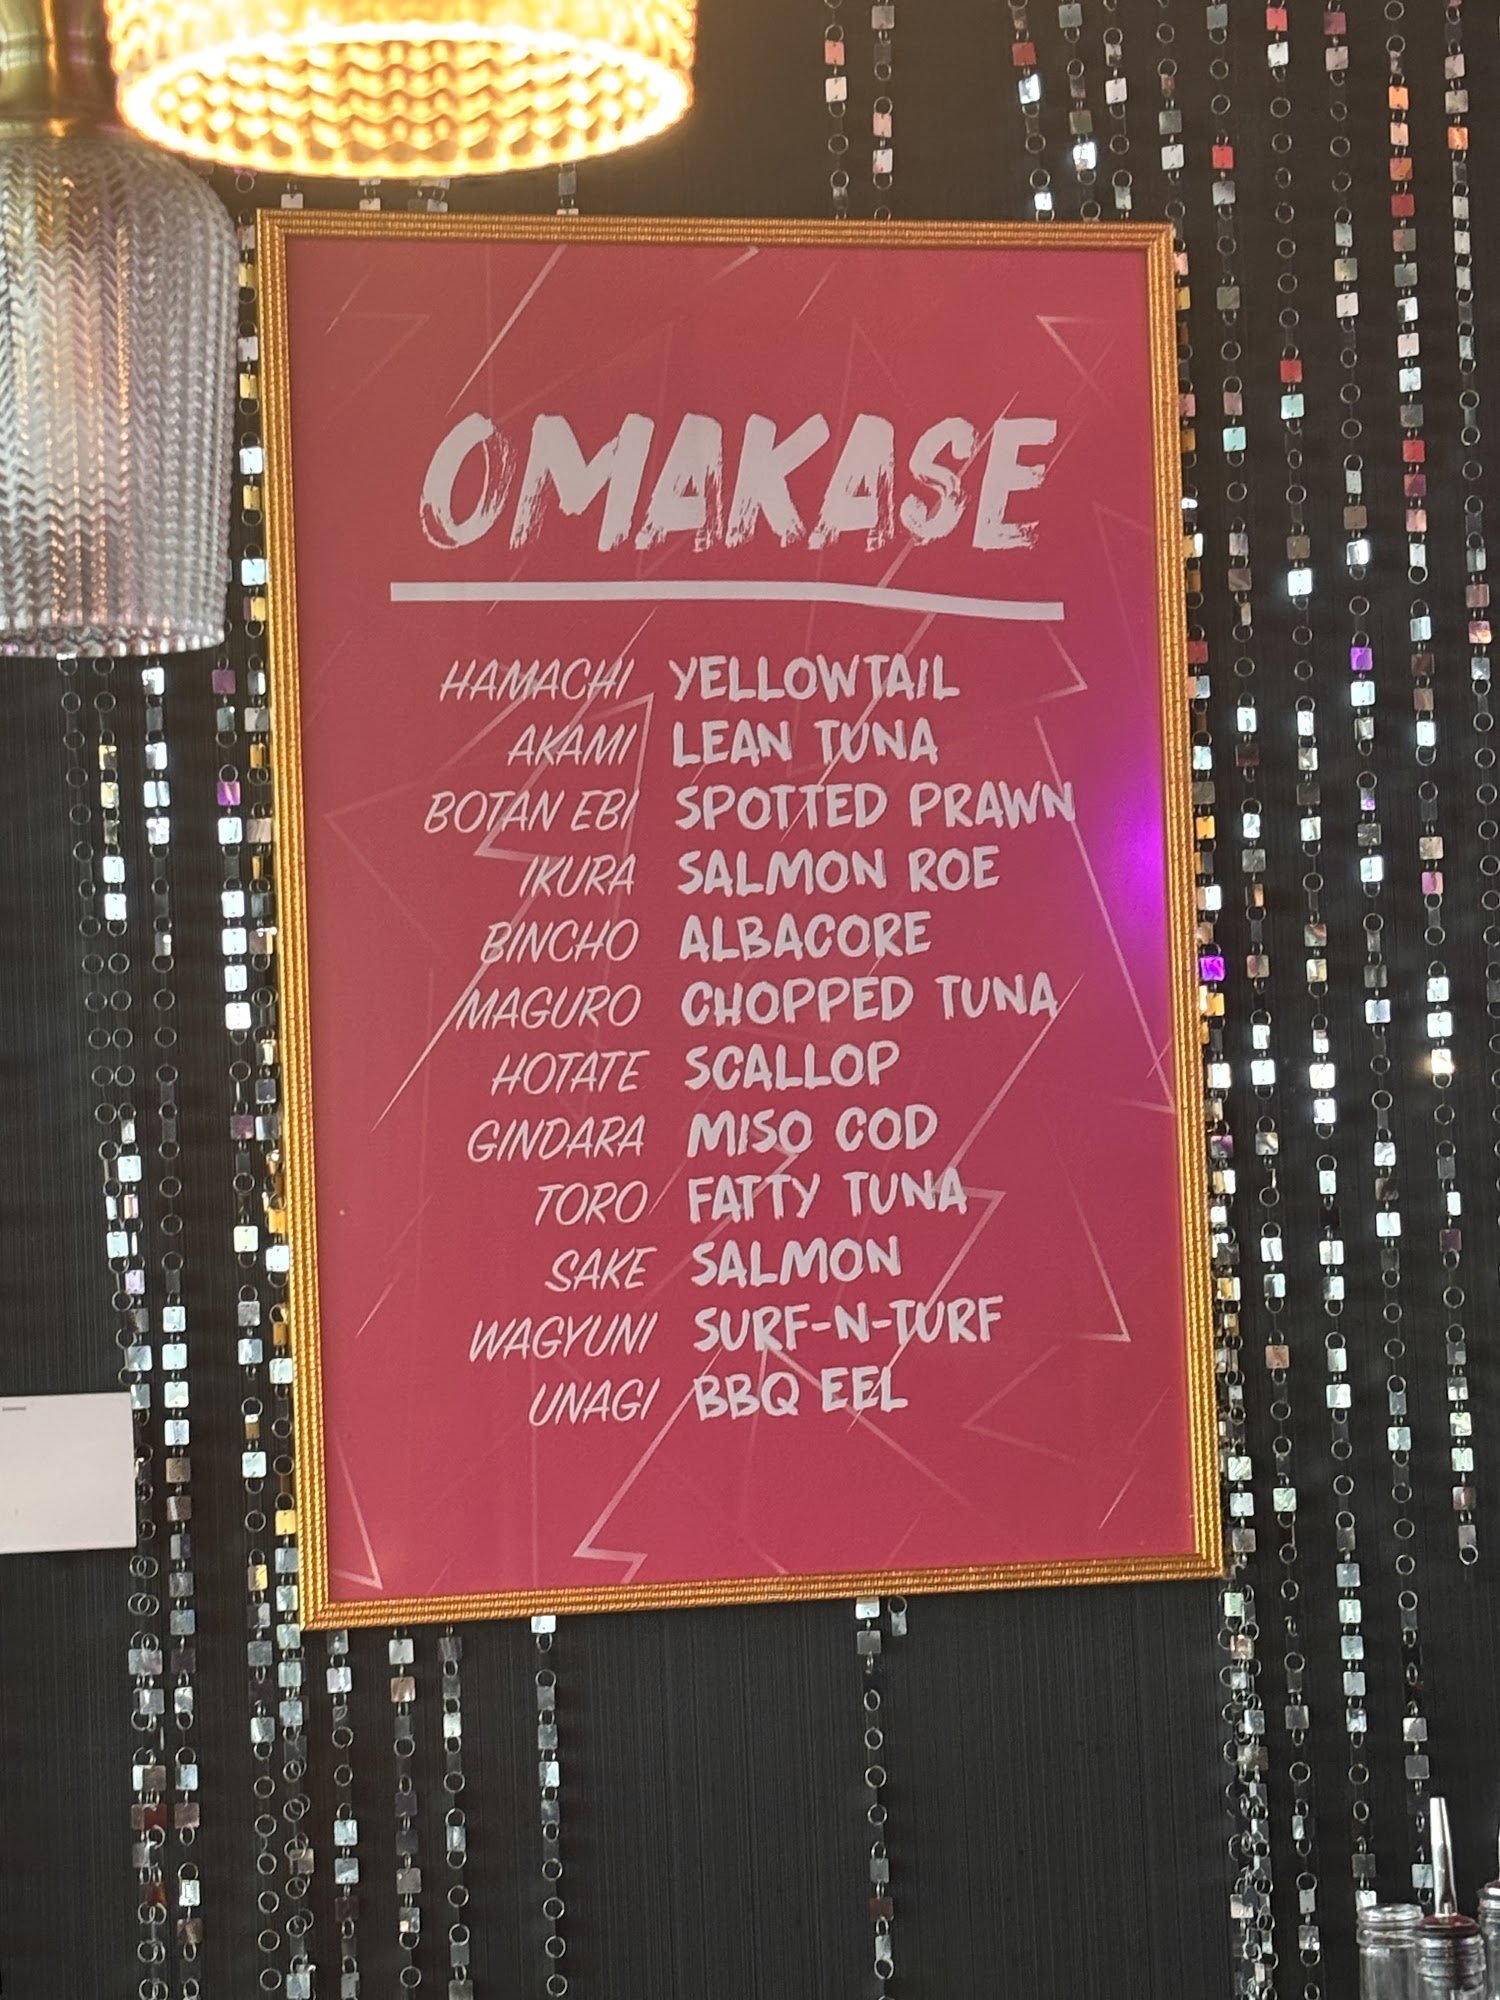 OMAKASE
HAMACHI YELLOWTAIL
AKAMI LEAN TUNA
BOTAN EBI SPOTTED PRAWN
IKURA SALMON ROE
BINCHO ALBACORE
MAGURO CHOPPED TUNA
HOTATE SCALLOP
GINDARA MISO COD
TORO FATTY TUNA
SAKE SALMON
WAGYUNI SURF-N-TURF
UNAGI BBQ EEL